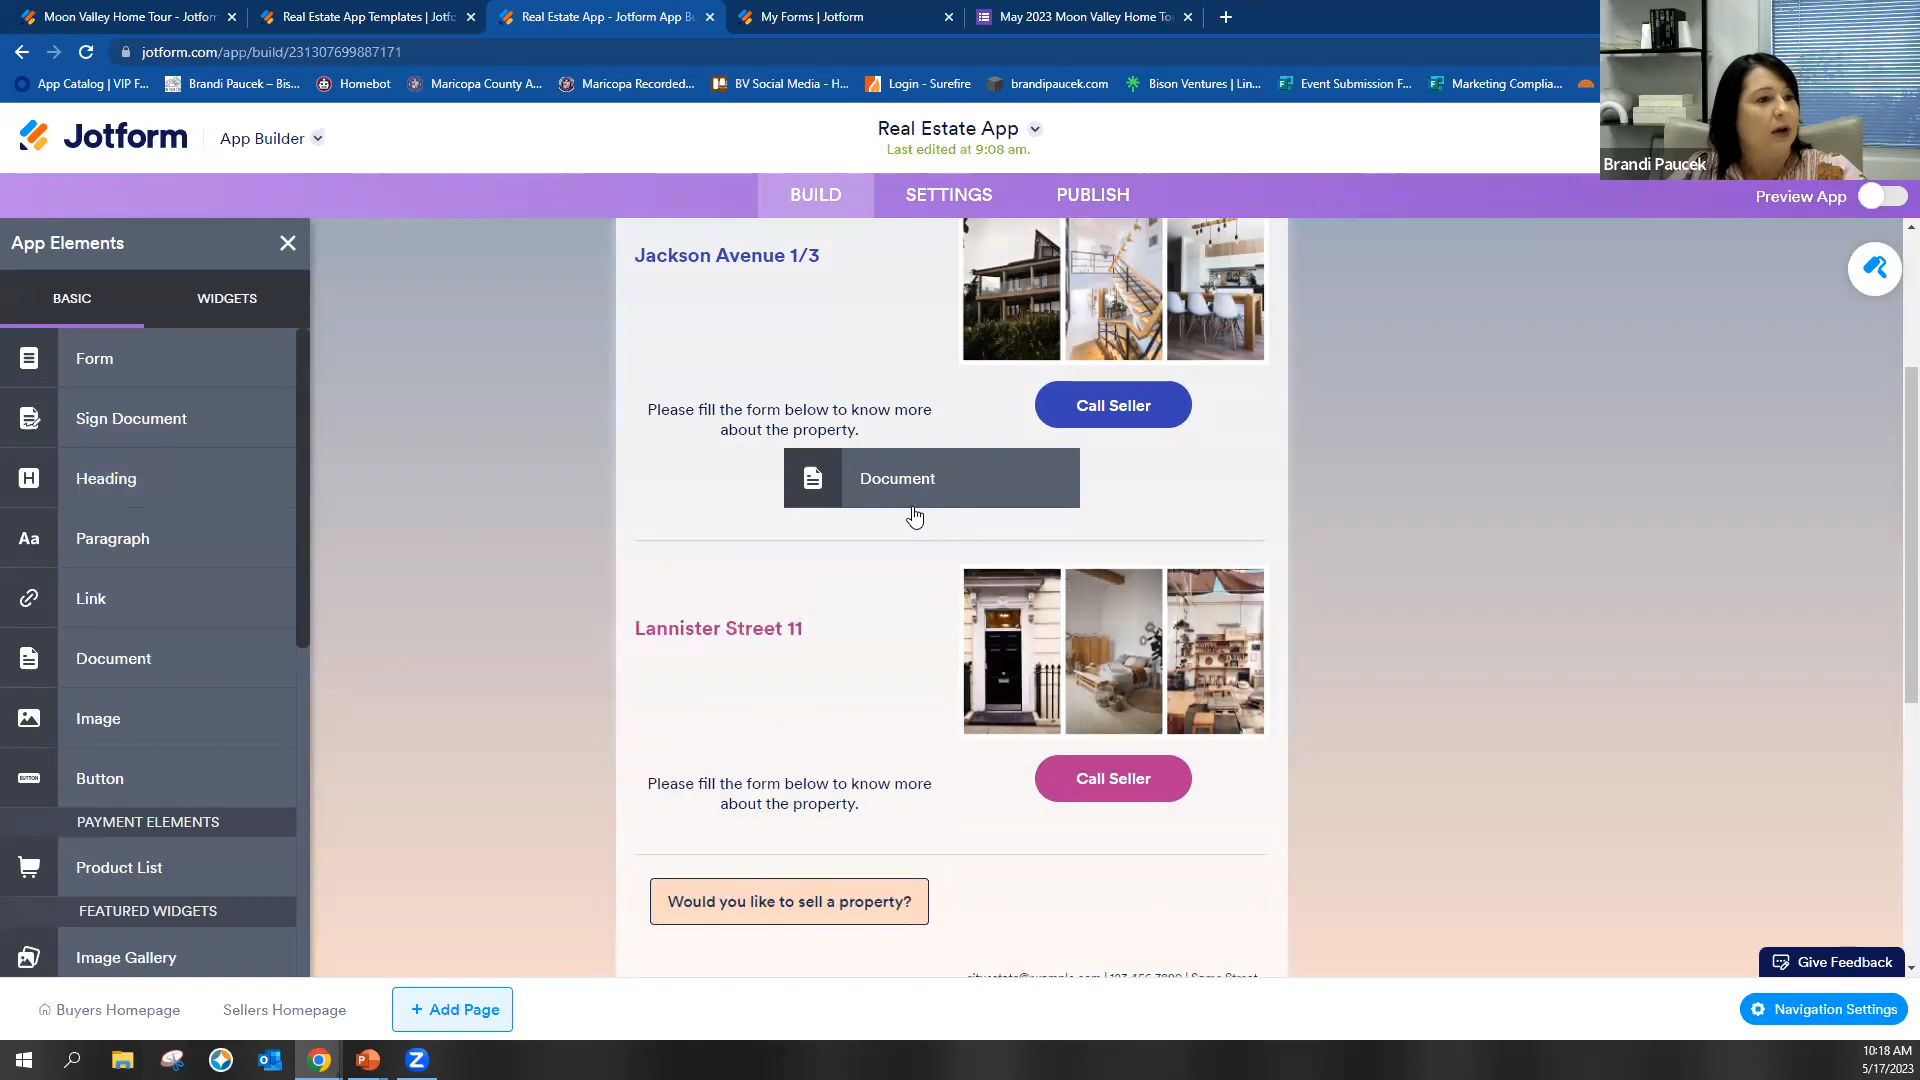 Moon Valley Home Tour - Jotfor
Real Estate App Templates | Jotfo
Real Estate App - Jotform App Bu
My Forms | Jotform
May 2023 Moon Valley Home To
jotform.com/app/build/231307699887171
App Catalog | VIP F...
Brandi Paucek – Bis...
Homebot
Maricopa County A...
Maricopa Recorded...
BV Social Media - H...
Login - Surefire
brandipaucek.com
Bison Ventures | Lin...
Event Submission F...
Marketing Complia...
Jotform
App Builder
Real Estate App
Last edited at 9:08 am.
Brandi Paucek
BUILD
SETTINGS
PUBLISH
Preview App
App Elements
BASIC
WIDGETS
Form
Sign Document
Heading
Paragraph
Link
Document
Image
Button
PAYMENT ELEMENTS
Product List
FEATURED WIDGETS
Image Gallery
Jackson Avenue 1/3
Please fill the form below to know more
about the property.
Call Seller
Document
Lannister Street 11
Please fill the form below to know more
about the property.
Call Seller
Would you like to sell a property?
Give Feedback
Buyers Homepage
Sellers Homepage
+ Add Page
Navigation Settings
10:18 AM
5/17/2023